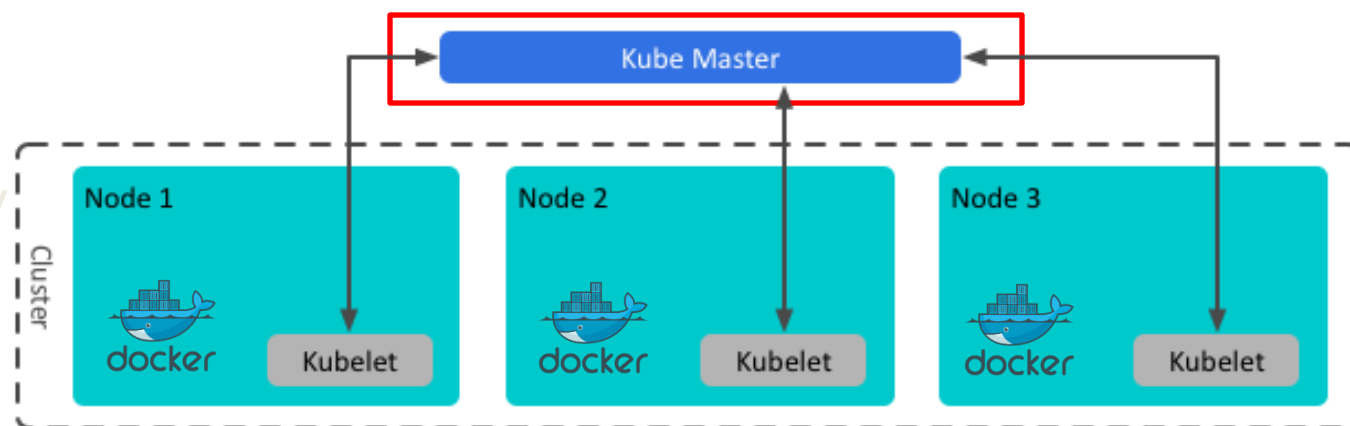 Kube Master
Node 1
Node 2
Node 3
Cluster
docker
Kubelet
docker
Kubelet
docker
Kubelet